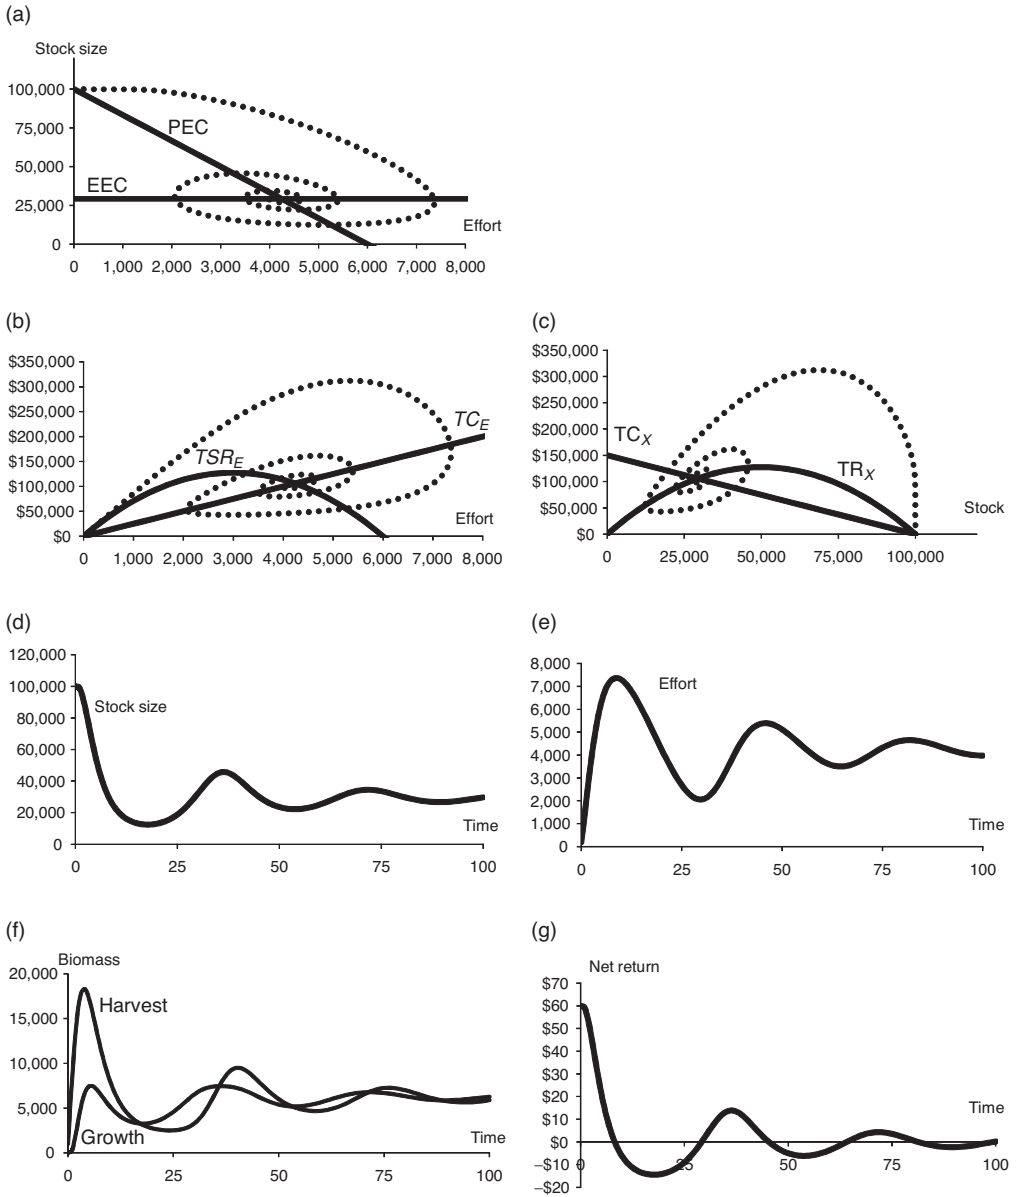 (a)
Stock size
100,000
75,000
50,000
25,000
0
PEC
EEC
Effort
0 1,000 2,000 3,000 4,000 5,000 6,000 7,000 8,000
(b)
$350,000
$300,000
$250,000
$200,000
$150,000
$100,000
$50,000
$0
TSR_E
TC_E
Effort
0 1,000 2,000 3,000 4,000 5,000 6,000 7,000 8,000
(c)
$350,000
$300,000
$250,000
$200,000
$150,000
$100,000
$50,000
$0
TC_X
TR_X
Stock
0 25,000 50,000 75,000 100,000
(d)
120,000
100,000
80,000
60,000
40,000
20,000
0
Stock size
Time
0 25 50 75 100
(e)
8,000
7,000
6,000
5,000
4,000
3,000
2,000
1,000
0
Effort
Time
0 25 50 75 100
(f)
Biomass
20,000
15,000
10,000
5,000
0
Harvest
Growth
Time
0 25 50 75 100
(g)
Net return
$70
$60
$50
$40
$30
$20
$10
$0
–$10
–$20
Time
0 25 50 75 100